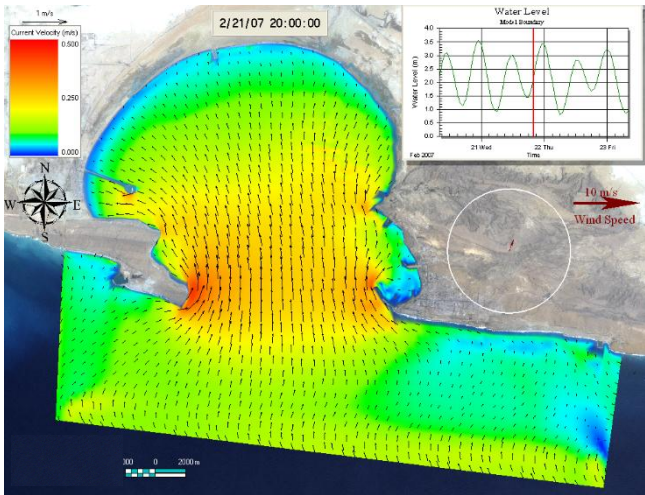 1 m/s
Current Velocity (m/s)
0.500
0.250
0.000
2/21/07 20:00:00
Water Level
Model Boundary
Water Level (m)
4.0
3.5
3.0
2.5
2.0
1.5
1.0
0.5
0.0
21 Wed
22 Thu
23 Fri
Feb 2007
Time
N
W
E
S
10 m/s
Wind Speed
0
2000 m